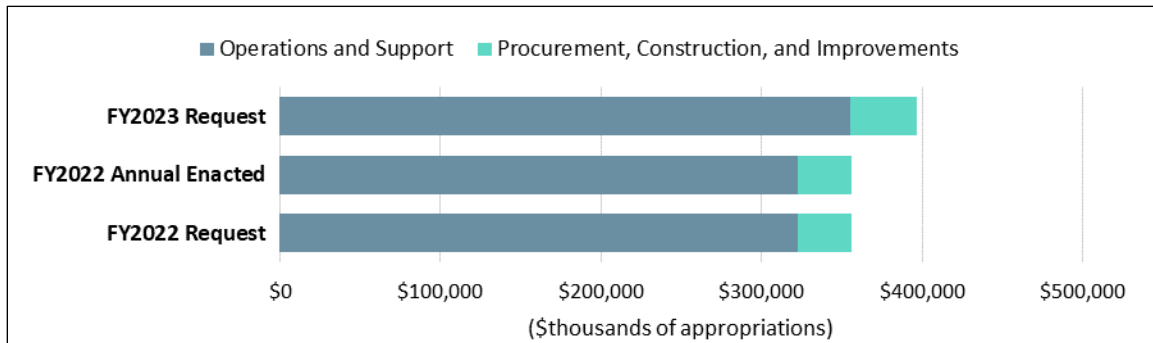 Operations and Support Procurement, Construction, and Improvements
FY2023 Request
FY2022 Annual Enacted
FY2022 Request
$0 $100,000 $200,000 $300,000 $400,000 $500,000
($thousands of appropriations)